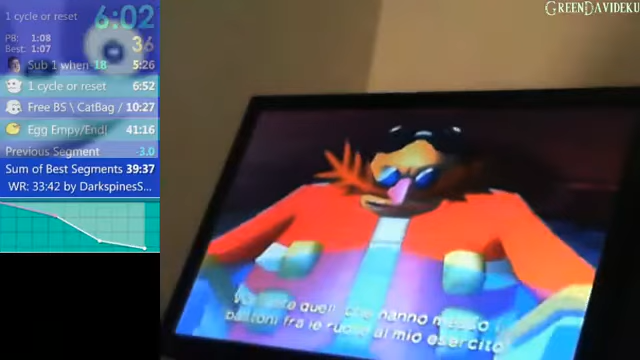 1 cycle or reset
6:02
PB: 1:08
Best: 1:07
36
Sub 1 when 18
5:26
1 cycle or reset
6:52
Free BS \ CatBag /
10:27
Egg Empy/End!
41:16
Previous Segment
-3.0
Sum of Best Segments 39:37
WR: 33:42 by DarkspinesS...
GreenDavideku
quelli che hanno messo i
bastoni fra le ruote al mio esercito!